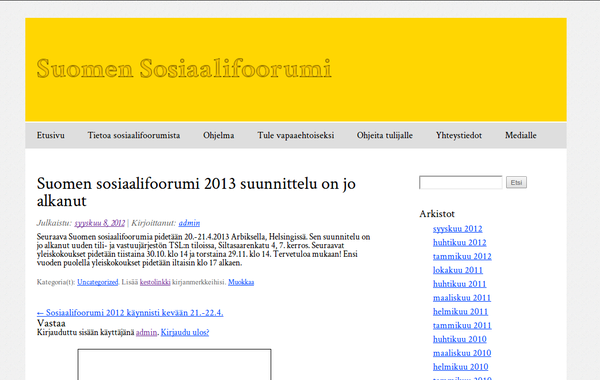 Suomen Sosiaalifoorumi
Etusivu Tietoa sosiaalifoorumista Ohjelma Tule vapaaehtoiseksi Ohjeita tulijalle Yhteystiedot Medialle
Suomen sosiaalifoorumi 2013 suunnittelu on jo
alkanut
Julkaistu: syyskuu 8, 2012 | Kirjoittanut: admin
Seuraava Suomen sosiaalifoorumia pidetään 20.-21.4.2013 Arbiksella, Helsingissä. Sen suunnitelu on
jo alkanut uuden tili- ja vastuujärjestön TSL:n tiloissa, Siltasaarenkatu 4, 7. kerros. Seuraavat
yleiskokoukset pidetään tiistaina 30.10. klo 14 ja torstaina 29.11. klo 14. Tervetuloa mukaan! Ensi
vuoden puolella yleiskokoukset pidetään iltaisin klo 17 alkaen.
Kategoria(t): Uncategorized. Lisää kestolinkki kirjanmerkkeihisi. Muokkaa
← Sosiaalifoorumi 2012 käynnisti kevään 21.-22.4.
Vastaa
Kirjauduttu sisään käyttäjänä admin. Kirjaudu ulos?
Etsi
Arkistot
syyskuu 2012
huhtikuu 2012
tammikuu 2012
lokakuu 2011
huhtikuu 2011
maaliskuu 2011
helmikuu 2011
tammikuu 2011
huhtikuu 2010
maaliskuu 2010
helmikuu 2010
tammikuu 2010